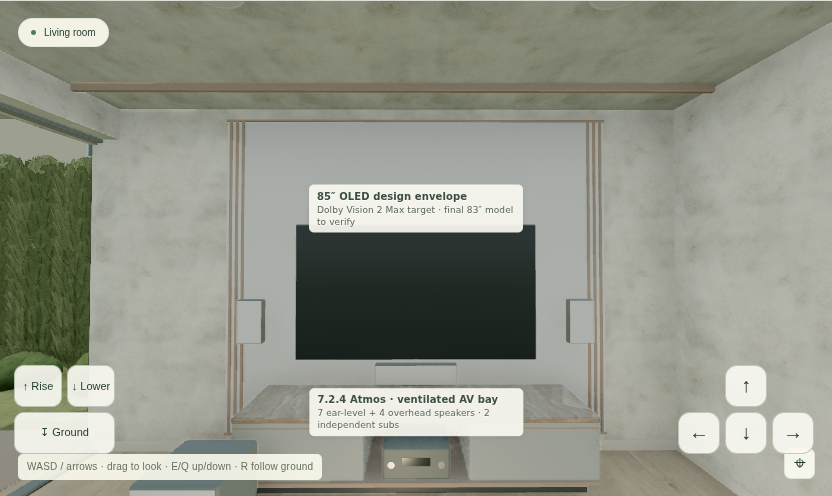 Living room
85″ OLED design envelope
Dolby Vision 2 Max target · final 83″ model
to verify
7.2.4 Atmos · ventilated AV bay
7 ear-level + 4 overhead speakers · 2
independent subs
↑ Rise
↓ Lower
↧ Ground
↑
← ↓ →
WASD / arrows · drag to look · E/Q up/down · R follow ground